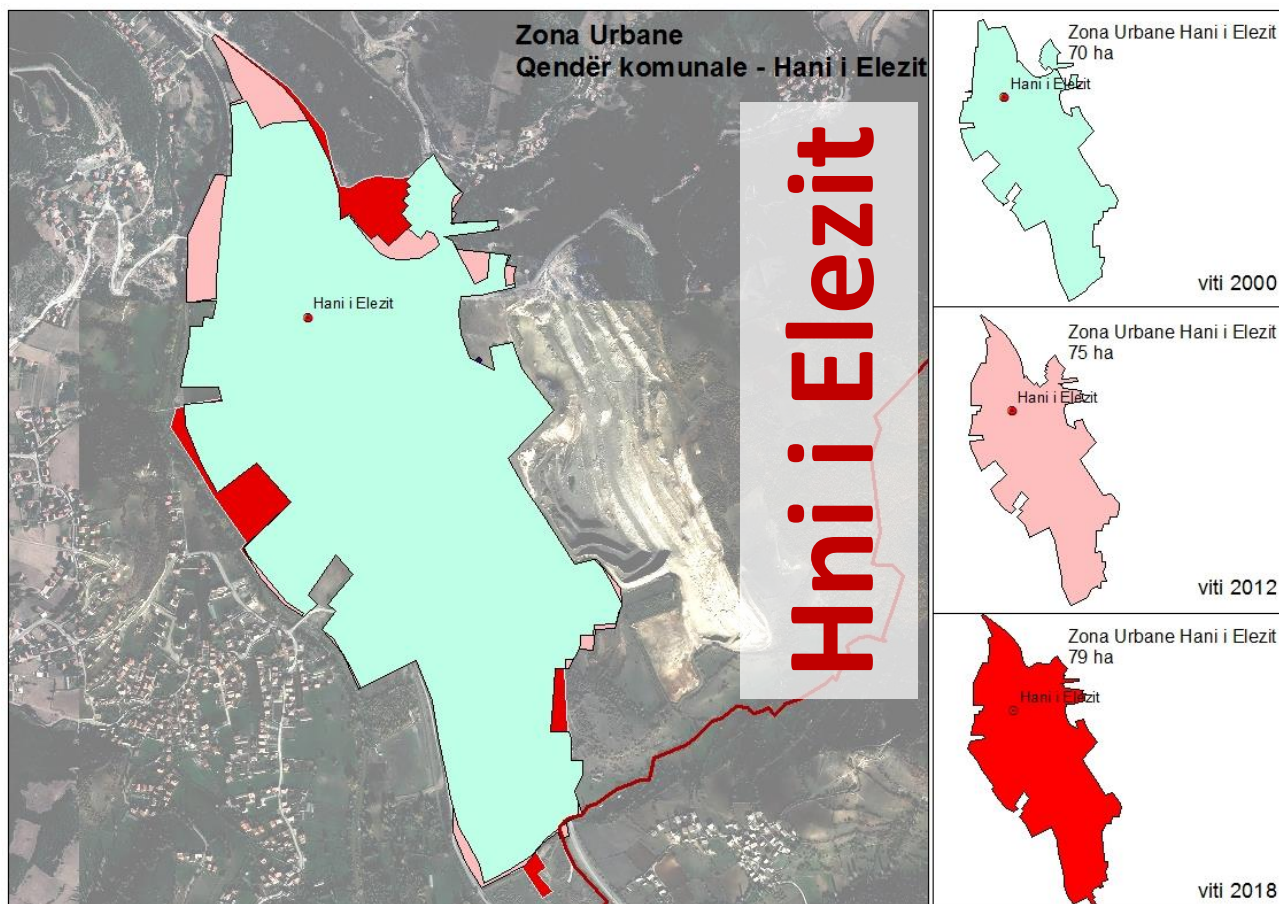 Zona Urbane
Qendër komunale - Hani i Elezit
Hani i Elezit
Hni i Elezit
Zona Urbane Hani i Elezit
70 ha
Hani i Elezit
viti 2000
Zona Urbane Hani i Elezit
75 ha
Hani i Elezit
viti 2012
Zona Urbane Hani i Elezit
79 ha
Hani i Elezit
viti 2018